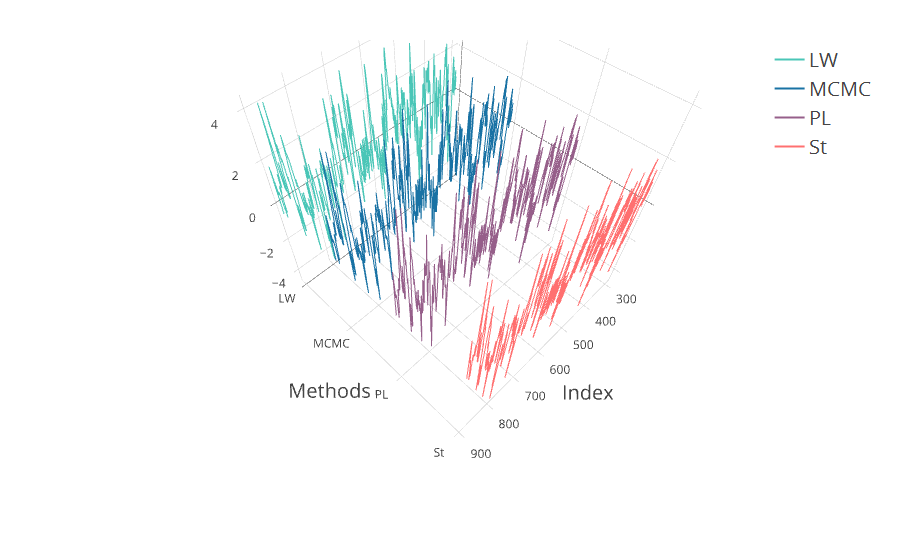 LW
MCMC
PL
St
4
2
0
−2
−4
LW
MCMC
Methods PL
St
300
400
500
600
700
800
900
Index